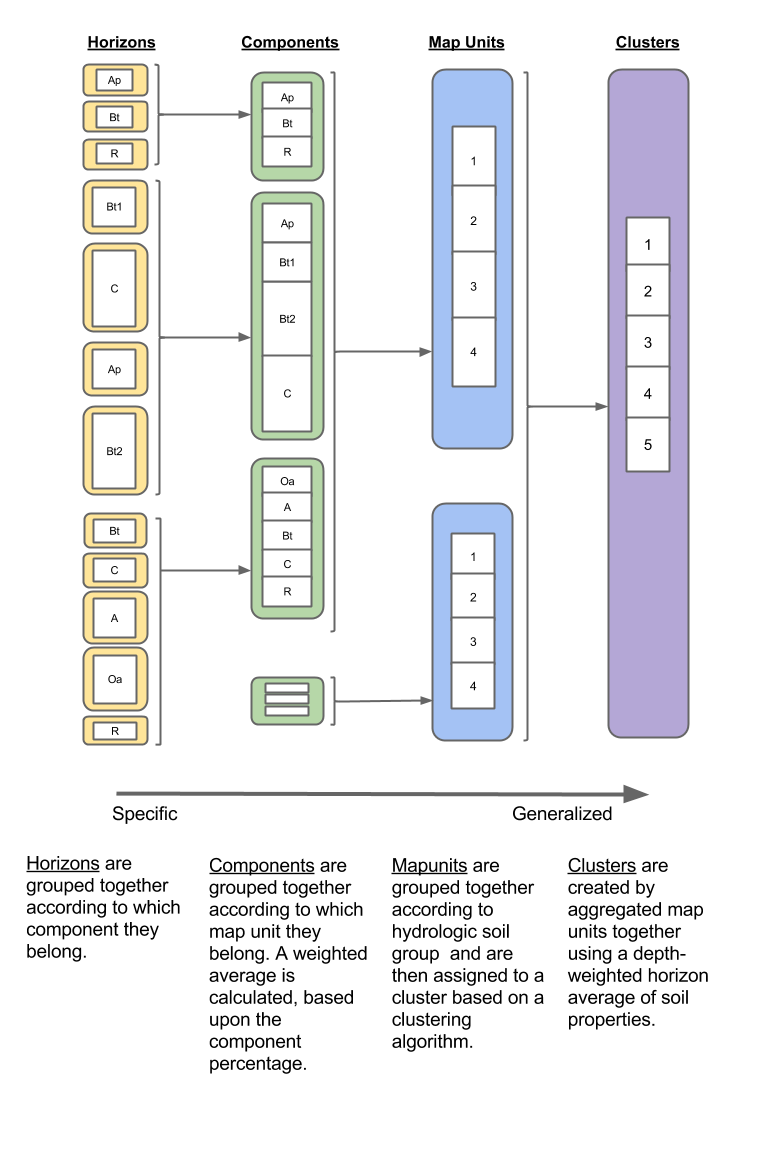 Horizons
Components
Map Units
Clusters
Ap
Bt
R
Bt1
C
Ap
Bt2
Bt
C
A
Oa
R
Ap
Bt
R
Ap
Bt1
Bt2
C
Oa
A
Bt
C
R
1
2
3
4
1
2
3
4
1
2
3
4
5
Specific
Generalized
Horizons are
grouped together
according to which
component they
belong.
Components are
grouped together
according to which
map unit they
belong. A weighted
average is
calculated, based
upon the
component
percentage.
Mapunits are
grouped together
according to
hydrologic soil
group and are
then assigned to a
cluster based on a
clustering
algorithm.
Clusters are
created by
aggregated map
units together
using a depth-
weighted horizon
average of soil
properties.